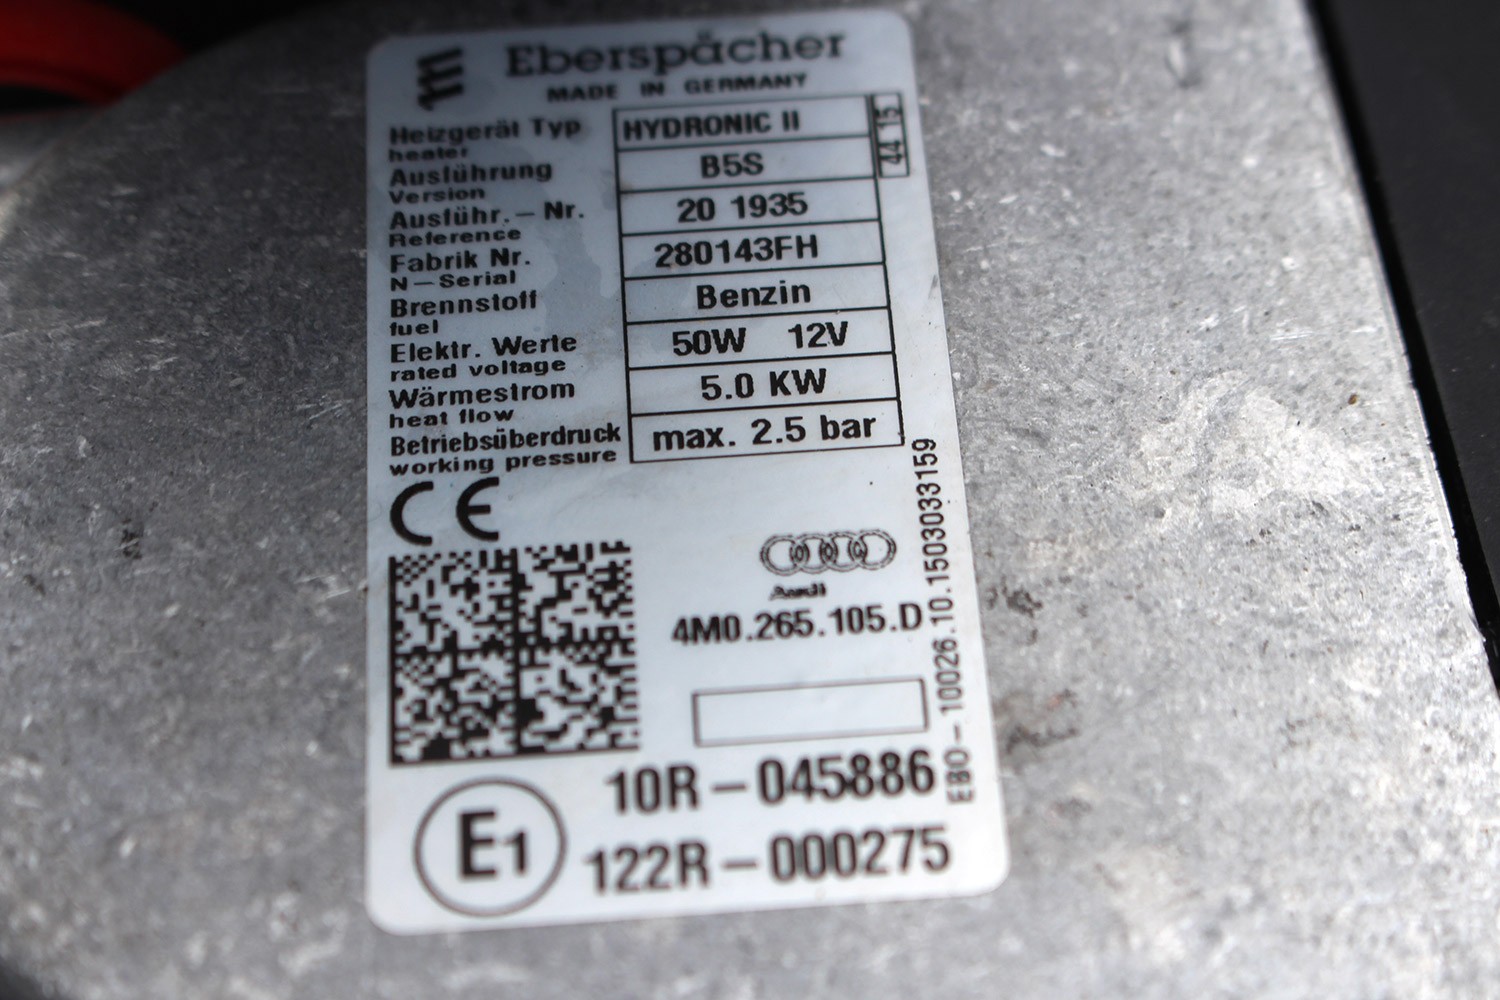 Eberspächer
MADE IN GERMANY
Heizgerät Typ HYDRONIC II
heater
Ausführung B5S
Version
Ausführ.-Nr. 20 1935
Reference
Fabrik Nr. 280143FH
N-Serial
Brennstoff Benzin
fuel
Elektr. Werte 50W 12V
rated voltage
Wärmestrom 5.0 KW
heat flow
Betriebsüberdruck max. 2.5 bar
working pressure
44 15
CE
Audi
4M0.265.105.D
EBO-10026.10.1503033159
10R-045886
E1
122R-000275